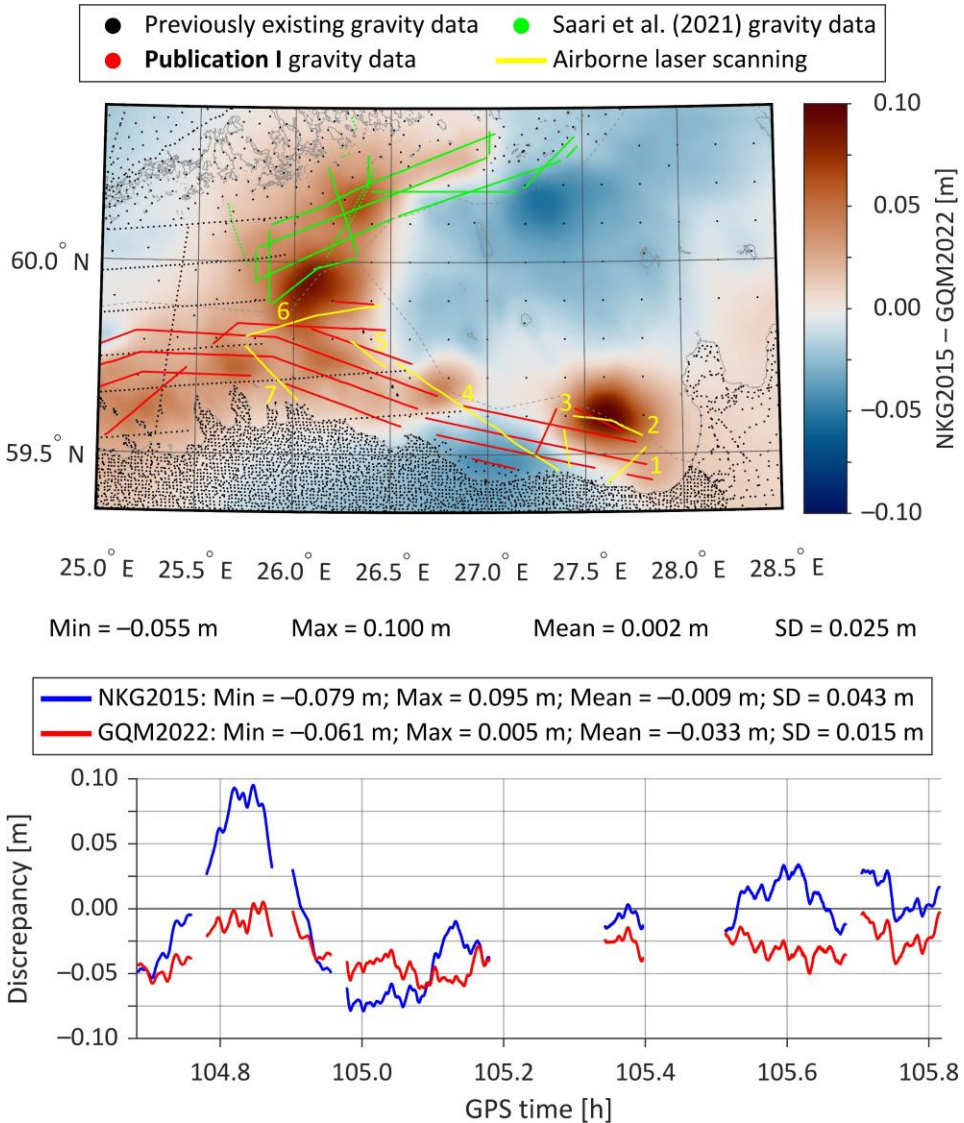 Previously existing gravity data
Saari et al. (2021) gravity data
Publication I gravity data
Airborne laser scanning
60.0° N
59.5° N
25.0° E 25.5° E 26.0° E 26.5° E 27.0° E 27.5° E 28.0° E 28.5° E
6
5
7
4
3
2
1
0.10
0.05
0.00
−0.05
−0.10
NKG2015 – GQM2022 [m]
Min = −0.055 m Max = 0.100 m Mean = 0.002 m SD = 0.025 m
NKG2015: Min = −0.079 m; Max = 0.095 m; Mean = −0.009 m; SD = 0.043 m
GQM2022: Min = −0.061 m; Max = 0.005 m; Mean = −0.033 m; SD = 0.015 m
Discrepancy [m]
0.10
0.05
0.00
−0.05
−0.10
104.8 105.0 105.2 105.4 105.6 105.8
GPS time [h]